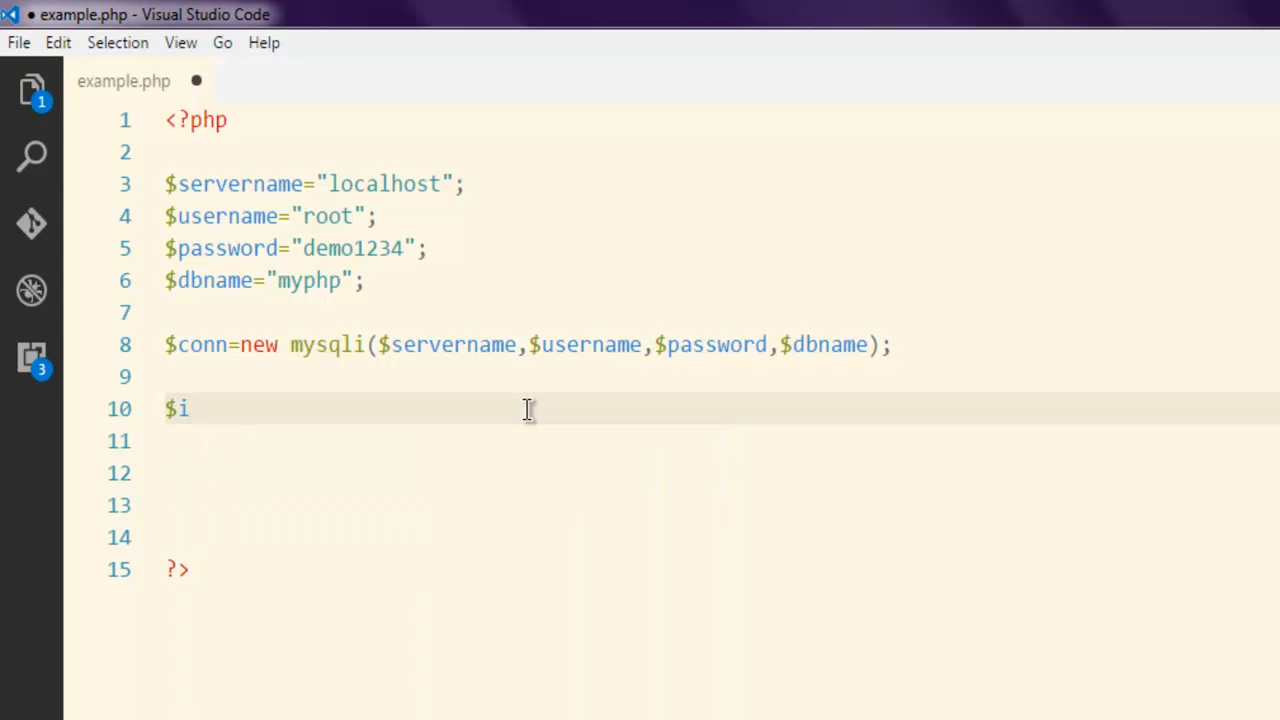 ● example.php - Visual Studio Code
File Edit Selection View Go Help
example.php ●
1 <?php
2
3 $servername="localhost";
4 $username="root";
5 $password="demo1234";
6 $dbname="myphp";
7
8 $conn=new mysqli($servername,$username,$password,$dbname);
9
10 $i
11
12
13
14
15 ?>
1
3